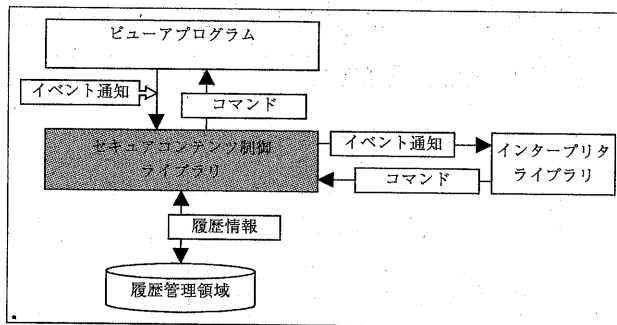 ビューアプログラム
イベント通知
コマンド
セキュアコンテンツ制御
ライブラリ
イベント通知
インタープリタ
ライブラリ
コマンド
履歴情報
履歴管理領域